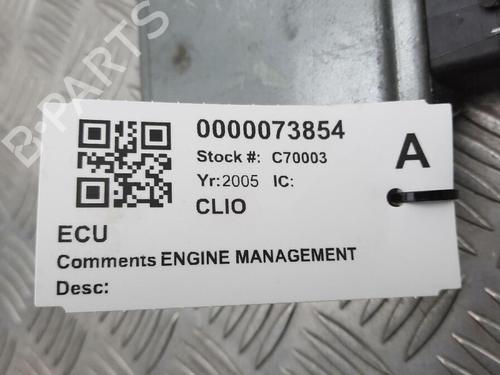 B-PARTS
0000073854
Stock #: C70003
A
Yr:2005 IC:
CLIO
ECU
Comments ENGINE MANAGEMENT
Desc: